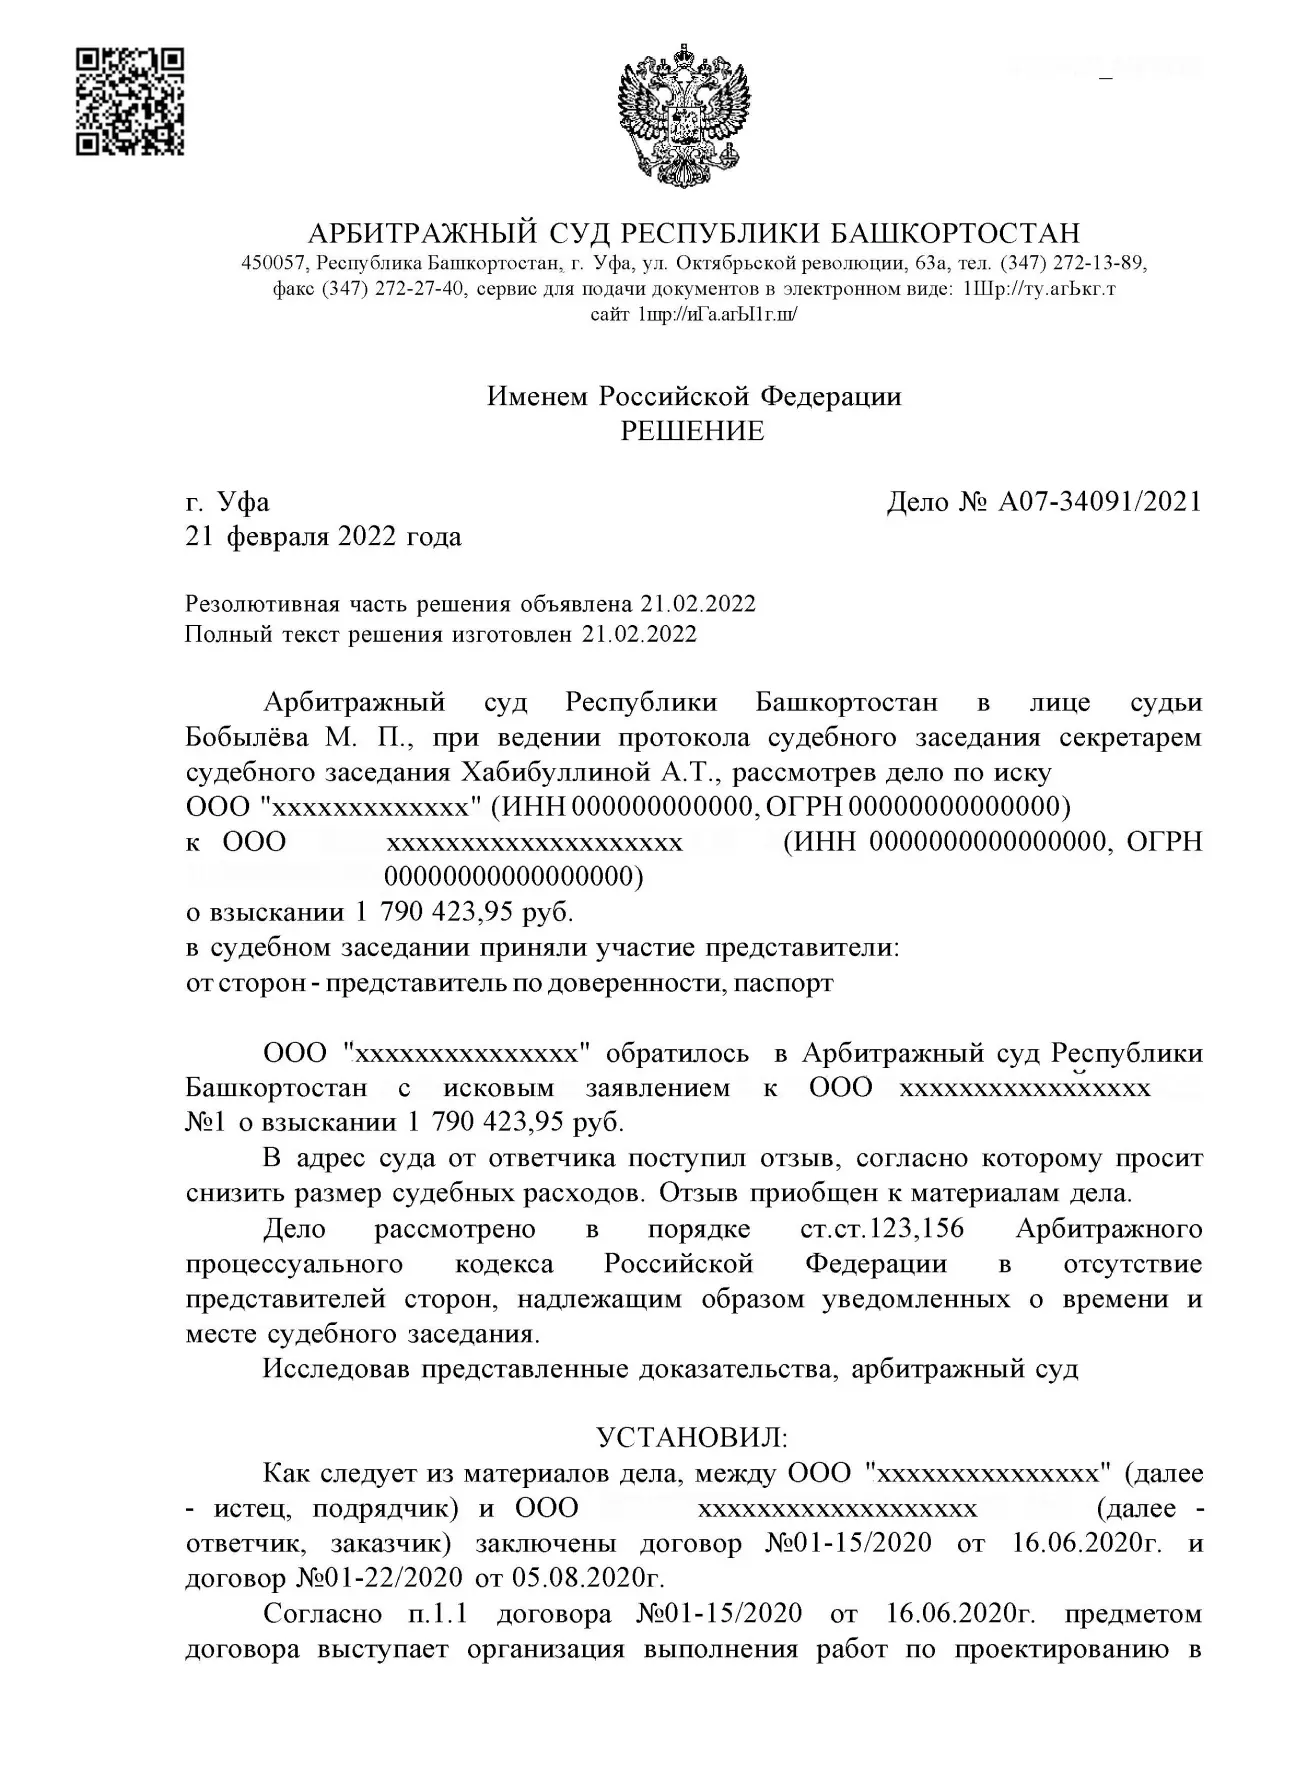 АРБИТРАЖНЫЙ СУД РЕСПУБЛИКИ БАШКОРТОСТАН
450057, Республика Башкортостан, г. Уфа, ул. Октябрьской революции, 63а, тел. (347) 272-13-89,
факс (347) 272-27-40, сервис для подачи документов в электронном виде: 1Шр://ту.агЬкг.т
сайт 1шр://иГа.агЫ1г.ш/
Именем Российской Федерации
РЕШЕНИЕ
г. Уфа Дело № А07-34091/2021
21 февраля 2022 года
Резолютивная часть решения объявлена 21.02.2022
Полный текст решения изготовлен 21.02.2022
Арбитражный суд Республики Башкортостан в лице судьи
Бобылёва М. П., при ведении протокола судебного заседания секретарем
судебного заседания Хабибуллиной А.Т., рассмотрев дело по иску
ООО "xxxxxxxxxxxxx" (ИНН 000000000000, ОГРН 00000000000000)
к ООО xxxxxxxxxxxxxxxxxxxx (ИНН 0000000000000000, ОГРН
00000000000000000)
о взыскании 1 790 423,95 руб.
в судебном заседании приняли участие представители:
от сторон - представитель по доверенности, паспорт
ООО "xxxxxxxxxxxxxxx" обратилось в Арбитражный суд Республики
Башкортостан с исковым заявлением к ООО xxxxxxxxxxxxxxxxx
№1 о взыскании 1 790 423,95 руб.
В адрес суда от ответчика поступил отзыв, согласно которому просит
снизить размер судебных расходов. Отзыв приобщен к материалам дела.
Дело рассмотрено в порядке ст.ст.123,156 Арбитражного
процессуального кодекса Российской Федерации в отсутствие
представителей сторон, надлежащим образом уведомленных о времени и
месте судебного заседания.
Исследовав представленные доказательства, арбитражный суд
УСТАНОВИЛ:
Как следует из материалов дела, между ООО "xxxxxxxxxxxxxxx" (далее
- истец, подрядчик) и ООО xxxxxxxxxxxxxxxxxxx (далее -
ответчик, заказчик) заключены договор №01-15/2020 от 16.06.2020г. и
договор №01-22/2020 от 05.08.2020г.
Согласно п.1.1 договора №01-15/2020 от 16.06.2020г. предметом
договора выступает организация выполнения работ по проектированию в